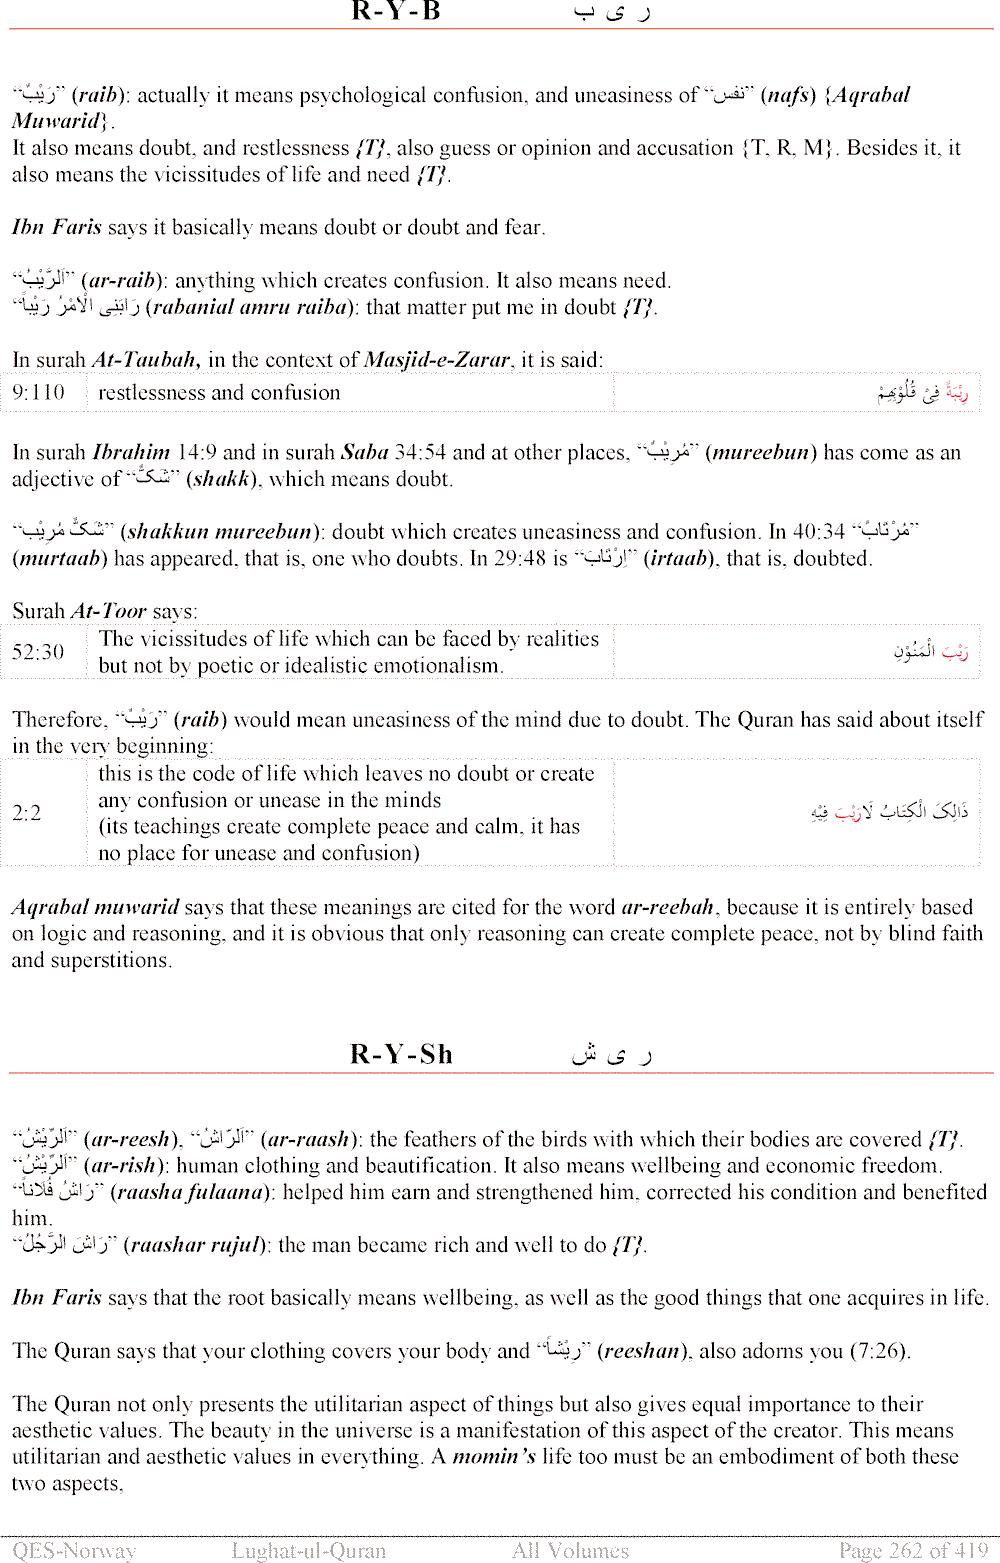 R-Y-B ر ی ب
“رَيْبٌ” (raib): actually it means psychological confusion, and uneasiness of “نفس” (nafs) {Aqrabal
Muwarid}.
It also means doubt, and restlessness {T}, also guess or opinion and accusation {T, R, M}. Besides it, it
also means the vicissitudes of life and need {T}.
Ibn Faris says it basically means doubt or doubt and fear.
“اَلرَّيْبُ” (ar-raib): anything which creates confusion. It also means need.
“رَابَنِی الْاَمْرُ رَيْباً (rabanial amru raiba): that matter put me in doubt {T}.
In surah At-Taubah, in the context of Masjid-e-Zarar, it is said:
9:110 restlessness and confusion رِيْبَةً فِیْ قُلُوْبِهِمْ
In surah Ibrahim 14:9 and in surah Saba 34:54 and at other places, “مُرِيْبٌ” (mureebun) has come as an
adjective of “شَکٌّ” (shakk), which means doubt.
“شَکٌّ مُرِيْب” (shakkun mureebun): doubt which creates uneasiness and confusion. In 40:34 “مُرْتَابٌ”
(murtaab) has appeared, that is, one who doubts. In 29:48 is “اِرْتَابَ” (irtaab), that is, doubted.
Surah At-Toor says:
52:30 The vicissitudes of life which can be faced by realities
but not by poetic or idealistic emotionalism. رَيْبَ الْمَنُوْنِ
Therefore, “رَيْبٌ” (raib) would mean uneasiness of the mind due to doubt. The Quran has said about itself
in the very beginning:
2:2 this is the code of life which leaves no doubt or create
any confusion or unease in the minds
(its teachings create complete peace and calm, it has
no place for unease and confusion) ذَالِکَ الْکِتَابُ لَارَيْبَ فِيْهِ
Aqrabal muwarid says that these meanings are cited for the word ar-reebah, because it is entirely based
on logic and reasoning, and it is obvious that only reasoning can create complete peace, not by blind faith
and superstitions.
R-Y-Sh ر ی ش
“اَلرِّيْشُ” (ar-reesh), “اَلرَّاشُ” (ar-raash): the feathers of the birds with which their bodies are covered {T}.
“اَلرِّيْشُ” (ar-rish): human clothing and beautification. It also means wellbeing and economic freedom.
“رَاشُ فُلَاناً” (raasha fulaana): helped him earn and strengthened him, corrected his condition and benefited
him.
“رَاشَ الرَّجُلُ” (raashar rujul): the man became rich and well to do {T}.
Ibn Faris says that the root basically means wellbeing, as well as the good things that one acquires in life.
The Quran says that your clothing covers your body and “رِيْشاً” (reeshan), also adorns you (7:26).
The Quran not only presents the utilitarian aspect of things but also gives equal importance to their
aesthetic values. The beauty in the universe is a manifestation of this aspect of the creator. This means
utilitarian and aesthetic values in everything. A momin’s life too must be an embodiment of both these
two aspects,
QES-Norway Lughat-ul-Quran All Volumes Page 262 of 419